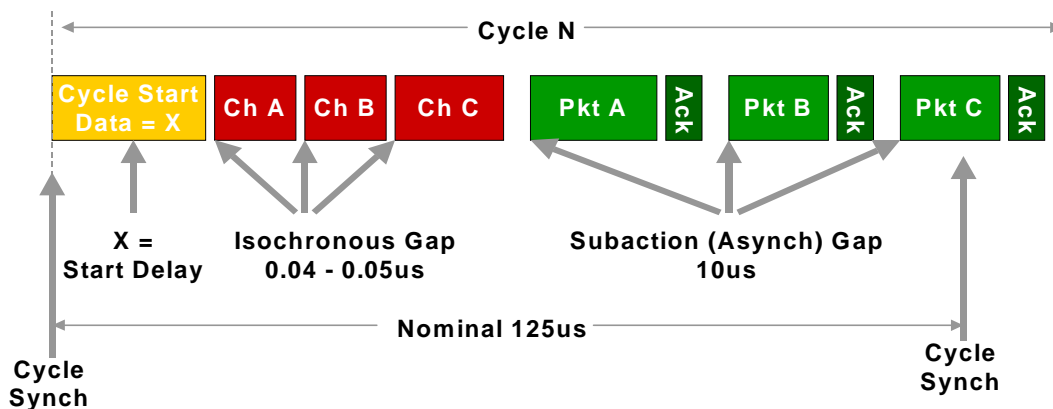 Cycle N
Cycle Start
Data = X
Ch A
Ch B
Ch C
Pkt A
Ack
Pkt B
Ack
Pkt C
Ack
X =
Start Delay
Isochronous Gap
0.04 - 0.05us
Subaction (Asynch) Gap
10us
Nominal 125us
Cycle
Synch
Cycle
Synch